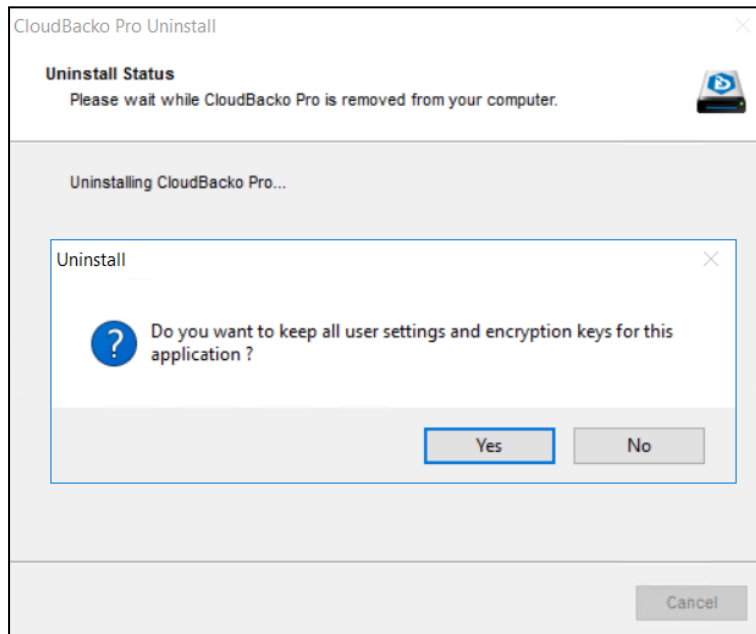 CloudBacko Pro Uninstall
Uninstall Status
Please wait while CloudBacko Pro is removed from your computer.
Uninstalling CloudBacko Pro...
Uninstall
Do you want to keep all user settings and encryption keys for this
application ?
Yes
No
Cancel